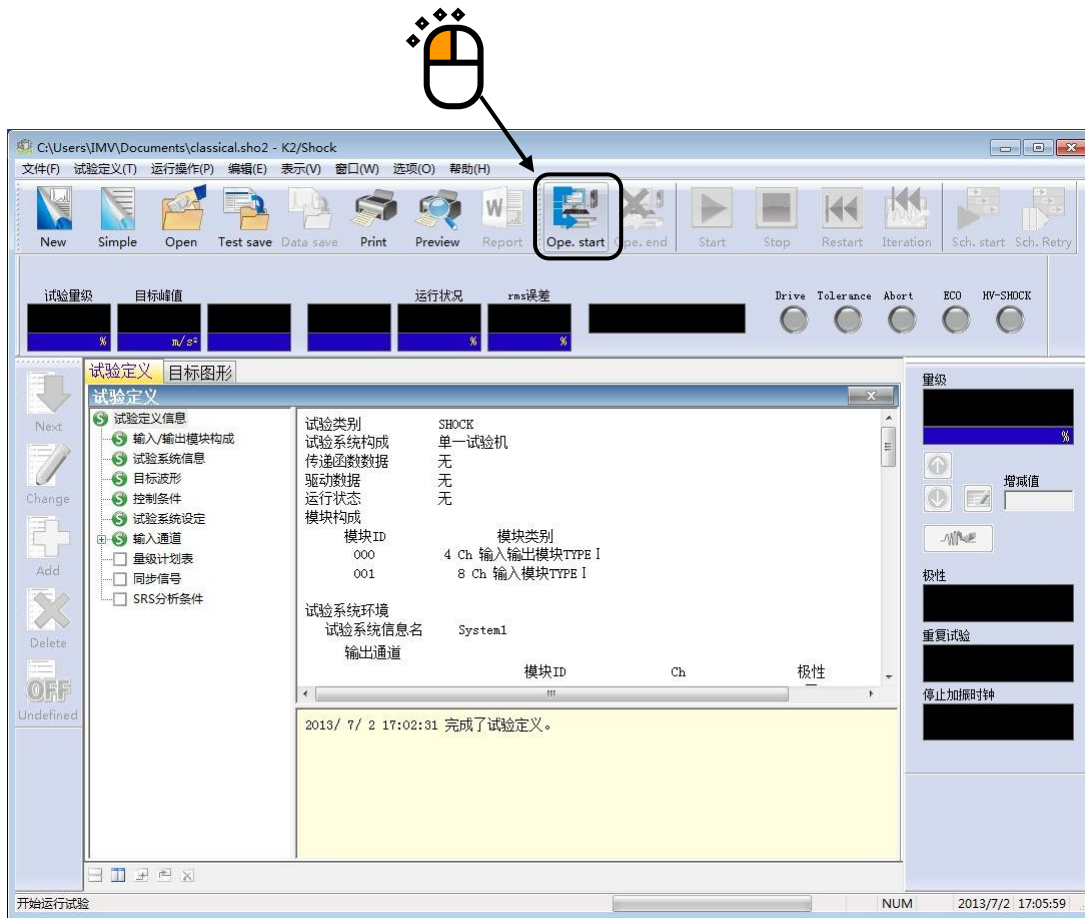 C:\Users\IMV\Documents\classical.sho2 - K2/Shock
文件(F) 试验定义(T) 运行操作(P) 编辑(E) 表示(V) 窗口(W) 选项(O) 帮助(H)
New Simple Open Test save Data save Print Preview Report Ope. start Ope. end Start Stop Restart Iteration Sch. start Sch. Retry
试验量级 目标峰值 运行状况 rms误差 Drive Tolerance Abort ECO HV-SHOCK
% m/s² % %
试验定义 目标图形
试验定义
Next
Change
Add
Delete
OFF
Undefined
试验定义信息
输入/输出模块构成
试验系统信息
目标波形
控制条件
试验系统设定
输入通道
量级计划表
同步信号
SRS分析条件
试验类别 SHOCK
试验系统构成 单一试验机
传递函数数据 无
驱动数据 无
运行状态 无
模块构成
模块ID 模块类别
000 4 Ch 输入输出模块TYPEⅠ
001 8 Ch 输入模块TYPEⅠ
试验系统环境
试验系统信息名 System1
输出通道
模块ID Ch 极性
2013/ 7/ 2 17:02:31 完成了试验定义。
量级
%
增减值
极性
重复试验
停止加振时钟
开始运行试验 NUM 2013/7/2 17:05:59